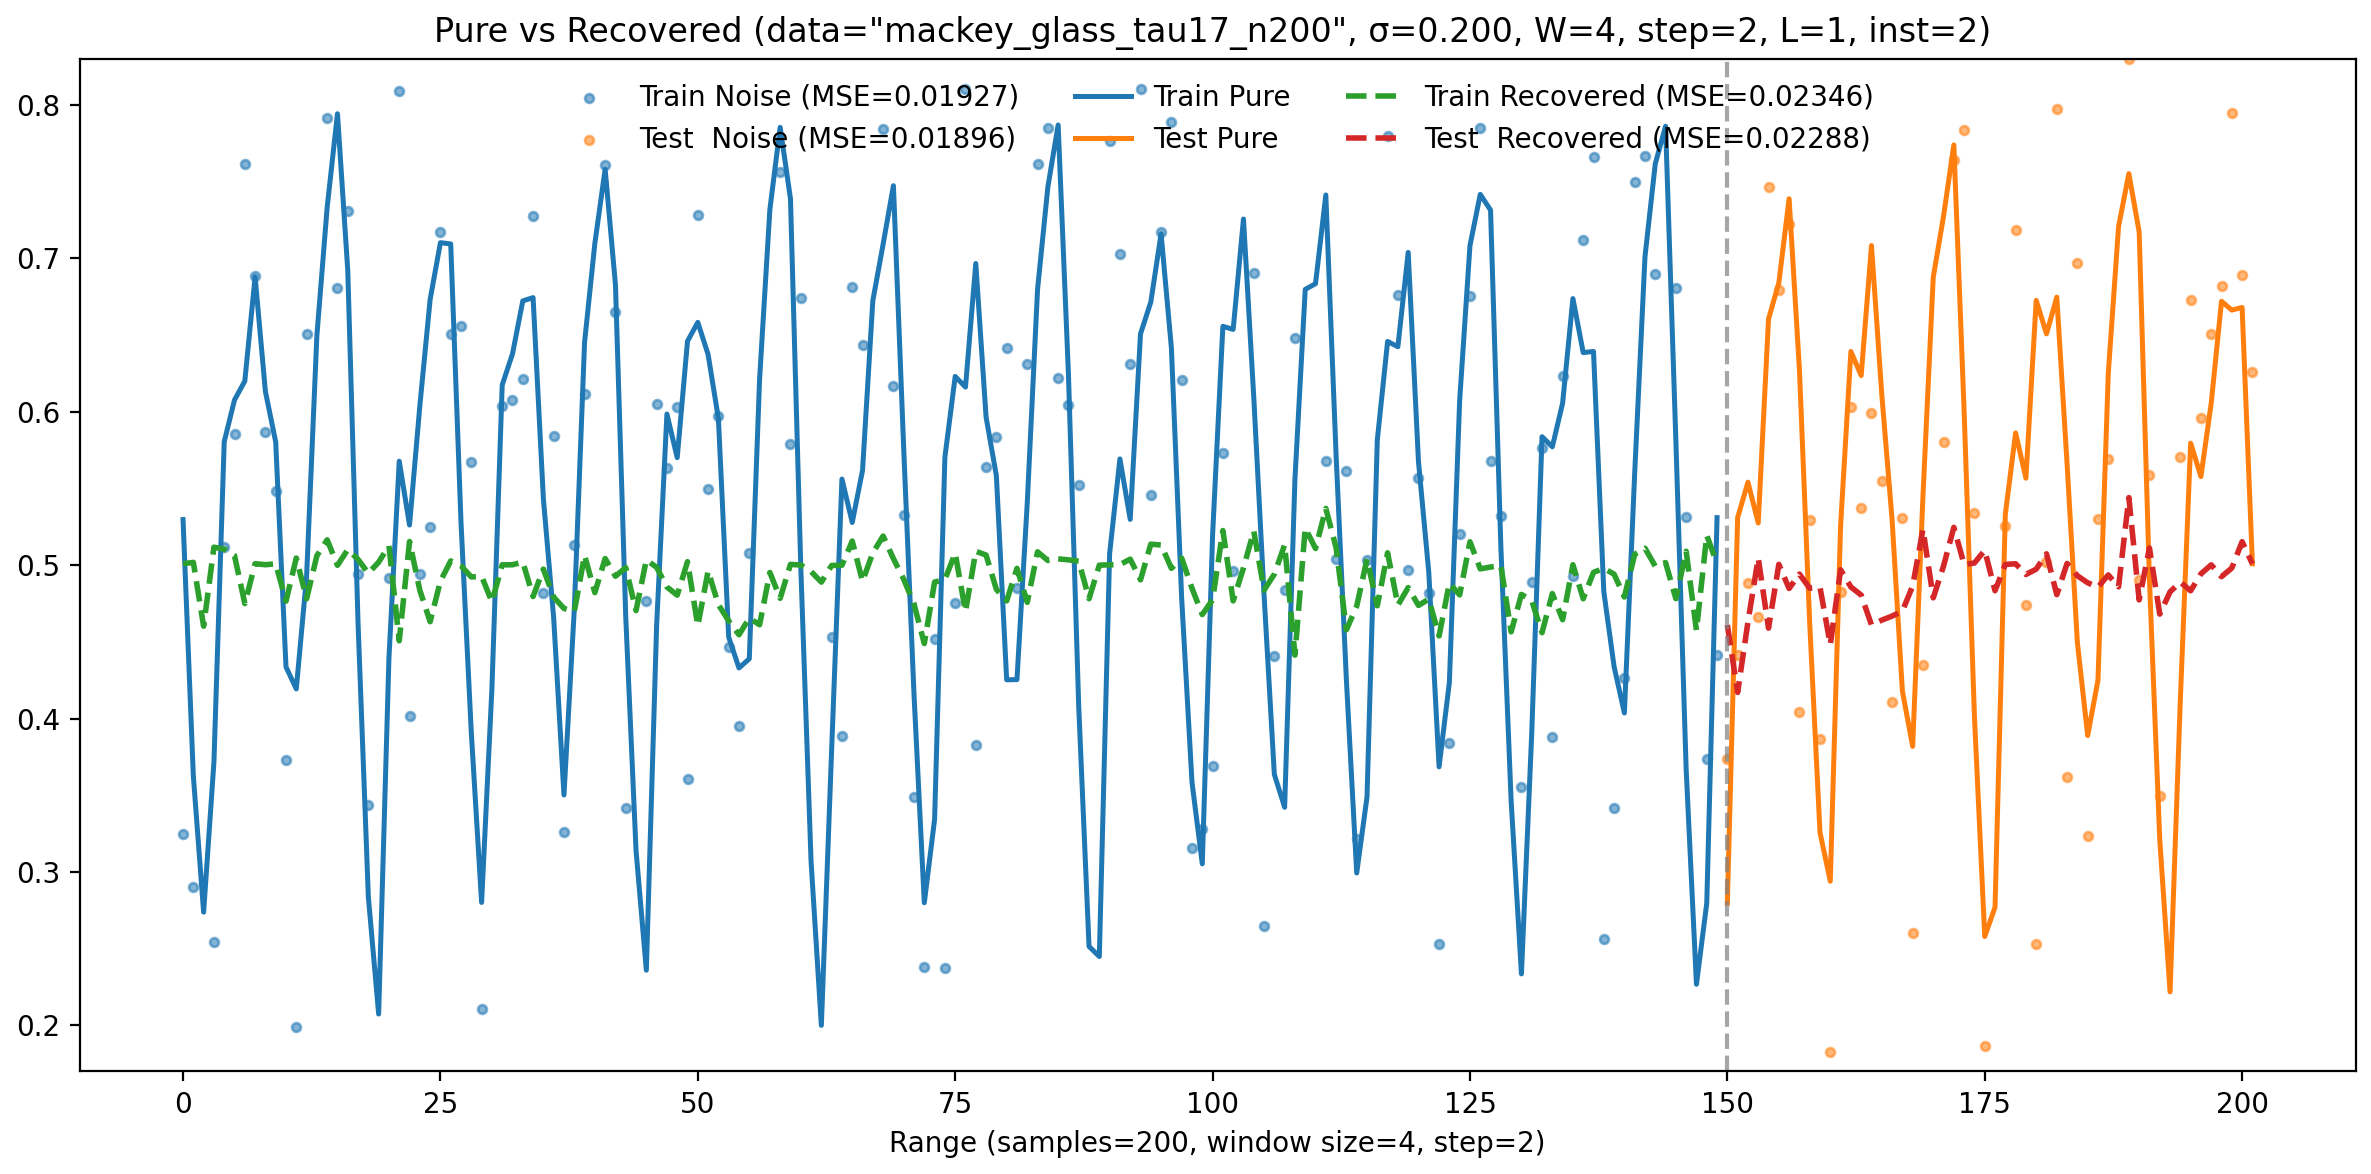 Pure vs Recovered (data="mackey_glass_tau17_n200", σ=0.200, W=4, step=2, L=1, inst=2)
Train Noise (MSE=0.01927)
Test  Noise (MSE=0.01896)
Train Pure
Test Pure
Train Recovered (MSE=0.02346)
Test  Recovered (MSE=0.02288)
0.8
0.7
0.6
0.5
0.4
0.3
0.2
0 25 50 75 100 125 150 175 200
Range (samples=200, window size=4, step=2)